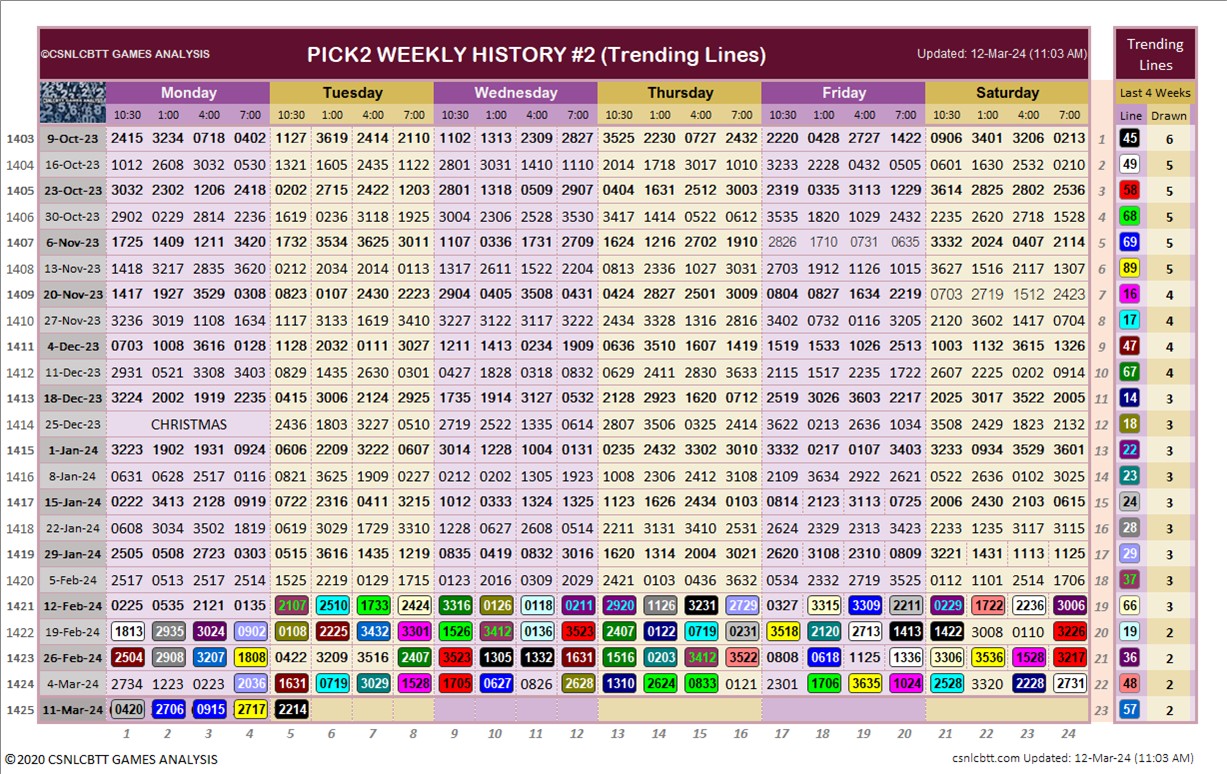 ©CSNLCBTT GAMES ANALYSIS PICK2 WEEKLY HISTORY #2 (Trending Lines) Updated: 12-Mar-24 (11:03 AM) Trending Lines
Monday Tuesday Wednesday Thursday Friday Saturday Last 4 Weeks
10:30 1:00 4:00 7:00 10:30 1:00 4:00 7:00 10:30 1:00 4:00 7:00 10:30 1:00 4:00 7:00 10:30 1:00 4:00 7:00 10:30 1:00 4:00 7:00 Line Drawn
1403 9-Oct-23 2415 3234 0718 0402 1127 3619 2414 2110 1102 1313 2309 2827 3525 2230 0727 2432 2220 0428 2727 1422 0906 3401 3206 0213 1 45 6
1404 16-Oct-23 1012 2608 3032 0530 1321 1605 2435 1122 2801 3031 1410 1110 2014 1718 3017 1010 3233 2228 0432 0505 0601 1630 2532 0210 2 49 5
1405 23-Oct-23 3032 2302 1206 2418 0202 2715 2422 1203 2801 1318 0509 2907 0404 1631 2512 3003 2319 0335 3113 1229 3614 2825 2802 2536 3 58 5
1406 30-Oct-23 2902 0229 2814 2236 1619 0236 3118 1925 3004 2306 2528 3530 3417 1414 0522 0612 3535 1820 1029 2432 2235 2620 2718 1528 4 68 5
1407 6-Nov-23 1725 1409 1211 3420 1732 3534 3625 3011 1107 0336 1731 2709 1624 1216 2702 1910 2826 1710 0731 0635 3332 2024 0407 2114 5 69 5
1408 13-Nov-23 1418 3217 2835 3620 0212 2034 2014 0113 1317 2611 1522 2204 0813 2336 1027 3031 2703 1912 1126 1015 3627 1516 2117 1307 6 89 5
1409 20-Nov-23 1417 1927 3529 0308 0823 0107 2430 2223 2904 0405 3508 0431 0424 2827 2501 3009 0804 0827 1634 2219 0703 2719 1512 2423 7 16 4
1410 27-Nov-23 3236 3019 1108 1634 1117 3133 1619 3410 3227 3122 3117 3222 2434 3328 1316 2816 3402 0732 0116 3205 2120 3602 1417 0704 8 17 4
1411 4-Dec-23 0703 1008 3616 0128 1128 2032 0111 3027 1211 1413 0234 1909 0636 3510 1607 1419 1519 1533 1026 2513 1003 1132 3615 1326 9 47 4
1412 11-Dec-23 2931 0521 3308 3403 0829 1435 2630 0301 0427 1828 0318 0832 0629 2411 2830 3633 2115 1517 2235 1722 2607 2225 0202 0914 10 67 4
1413 18-Dec-23 3224 2002 1919 2235 0415 3006 2124 2925 1735 1914 3127 0532 2128 2923 1620 0712 2519 3026 3603 2217 2025 3017 3522 2005 11 14 3
1414 25-Dec-23 CHRISTMAS 2436 1803 3227 0510 2719 2522 1335 0614 2807 3506 0325 2414 3622 0213 2636 1034 3508 2429 1823 2132 12 18 3
1415 1-Jan-24 3223 1902 1931 0924 0606 2209 3222 0607 3014 1228 1004 0131 0235 2432 3302 3010 3332 0217 0107 3403 3233 0934 3529 3601 13 22 3
1416 8-Jan-24 0631 0628 2517 0116 0821 3625 1909 0222 0212 0202 1305 1923 1008 2306 2412 3108 2109 3634 2922 2621 0522 2636 0102 3025 14 23 3
1417 15-Jan-24 0222 3413 2128 0919 0722 2316 0411 3215 1012 0333 1324 1325 1123 1626 2434 0103 0814 2123 3113 0725 2006 2430 2103 0615 15 24 3
1418 22-Jan-24 0608 3034 3502 1819 0619 3029 1729 3310 1228 0627 2608 0514 2211 3131 3410 2531 2624 2329 2313 3423 2233 1235 3117 3115 16 28 3
1419 29-Jan-24 2505 0508 2723 0303 0515 3616 1435 1219 0835 0419 0832 3016 1620 1314 2004 3021 2620 3108 2310 0809 3221 1431 1113 1125 17 29 3
1420 5-Feb-24 2517 0513 2517 2514 1525 2219 0129 1715 0123 2016 0309 2029 2421 0103 0436 3632 0534 2332 2719 3525 0112 1101 2514 1706 18 37 3
1421 12-Feb-24 0225 0535 2121 0135 2107 2510 1733 2424 3316 0126 0118 0211 2920 1126 3231 2729 0327 3315 3309 2211 0229 1722 2236 3006 19 66 3
1422 19-Feb-24 1813 2935 3024 0902 0108 2225 3432 3301 1526 3412 0136 3523 2407 0122 0719 0231 3518 2120 2713 1413 1422 3008 0110 3226 20 19 2
1423 26-Feb-24 2504 2908 3207 1808 0422 3209 3516 2407 3523 1305 1332 1631 1516 0203 3412 3522 0808 0618 1125 1336 3306 3536 1528 3217 21 36 2
1424 4-Mar-24 2734 1223 0223 2036 1631 0719 3029 1528 1705 0627 0826 2628 1310 2624 0833 0121 2301 1706 3635 1024 2528 3320 2228 2731 22 48 2
1425 11-Mar-24 0420 2706 0915 2717 2214 23 57 2
1 2 3 4 5 6 7 8 9 10 11 12 13 14 15 16 17 18 19 20 21 22 23 24
©2020 CSNLCBTT GAMES ANALYSIS csnlcbtt.com Updated: 12-Mar-24 (11:03 AM)